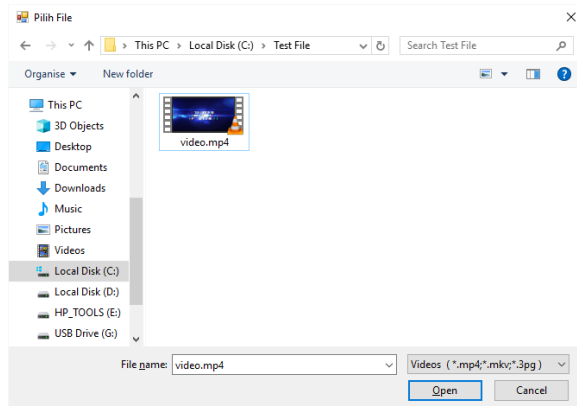 Pilih File
This PC > Local Disk (C:) > Test File
Search Test File
Organise
New folder
This PC
3D Objects
Desktop
Documents
Downloads
Music
Pictures
Videos
Local Disk (C:)
Local Disk (D:)
HP_TOOLS (E:)
USB Drive (G:)
video.mp4
File name: video.mp4
Videos ( *.mp4;*.mkv;*.3pg )
Open
Cancel